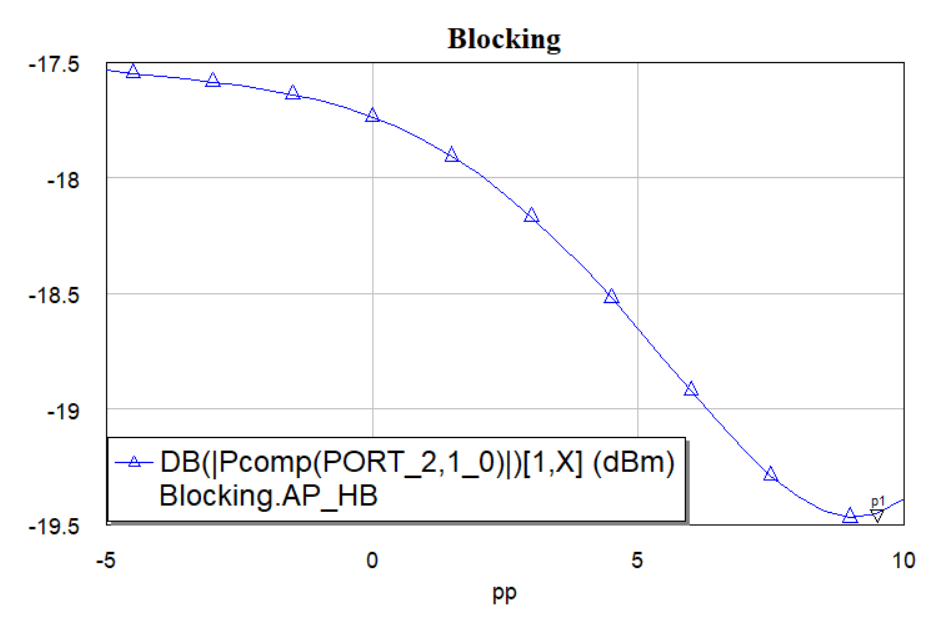 Blocking
-17.5
-18
-18.5
-19
-19.5
DB(|Pcomp(PORT_2,1_0)|)[1,X] (dBm)
Blocking.AP_HB
p1
-5 0 5 10
pp